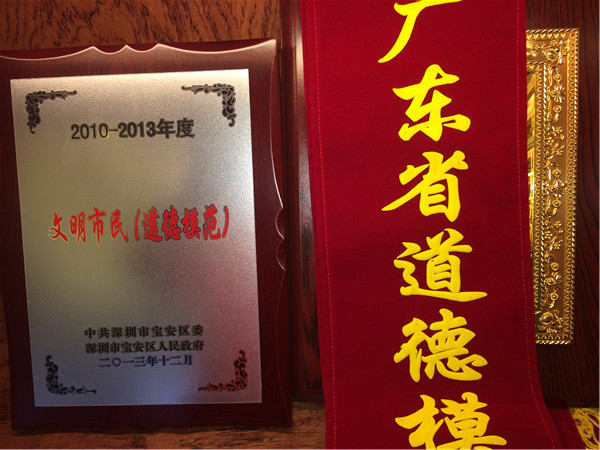 2010-2013年度
文明市民(道德模范)
中共深圳市宝安区委
深圳市宝安区人民政府
二〇一三年十二月
广东省道德模